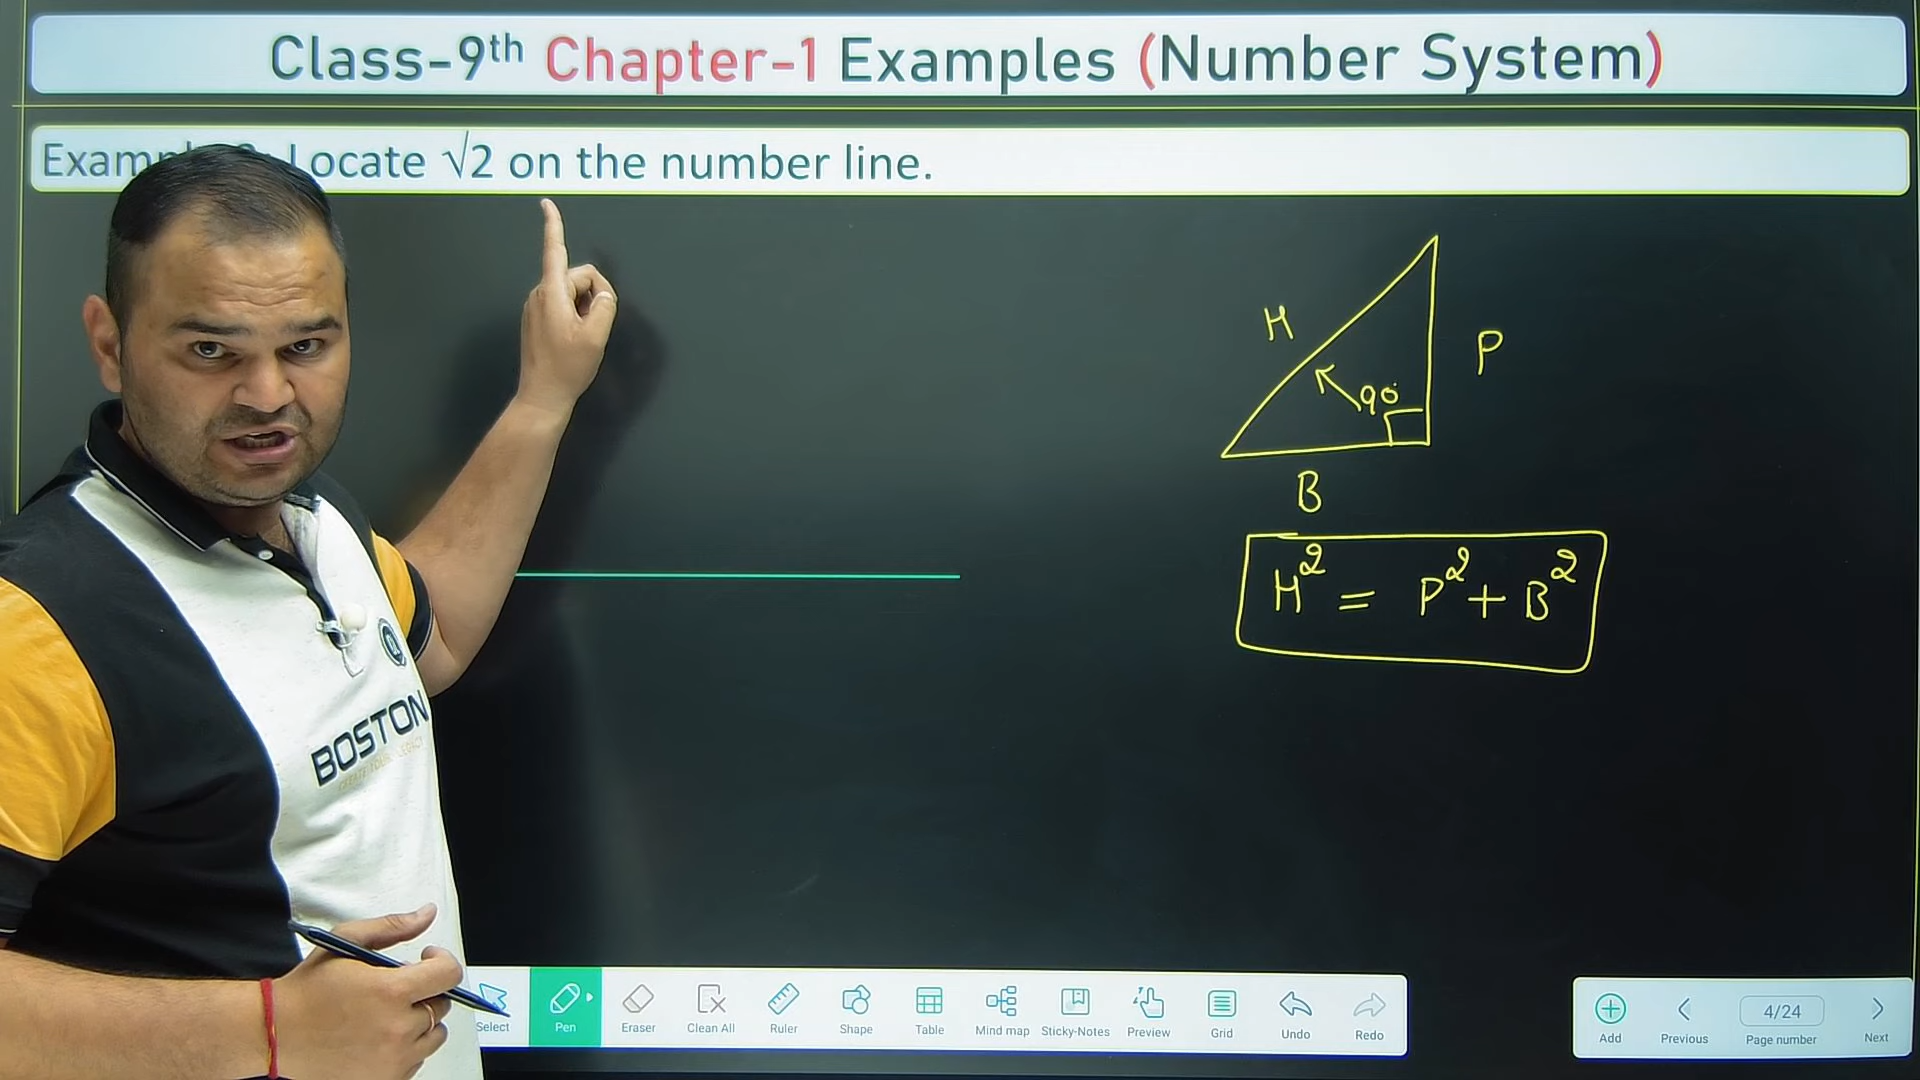 Class-9th Chapter-1 Examples (Number System)
Locate √2 on the number line.
H
P
90°
B
H² = P² + B²
BOSTON
Select
Pen
Eraser
Clean All
Ruler
Shape
Table
Mind map
Sticky-Notes
Preview
Grid
Undo
Redo
Add
Previous
4/24
Page number
Next